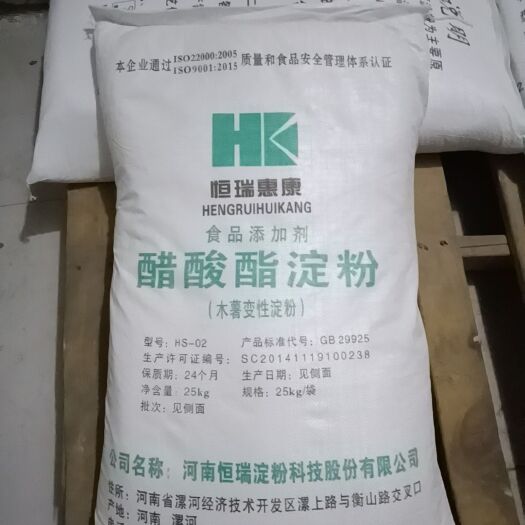 本企业通过ISO22000:2005 ISO9001:2015质量和食品安全管理体系认证
HK
恒瑞惠康
HENGRUIHUIKANG
食品添加剂
醋酸酯淀粉
（木薯变性淀粉）
型号：HS-02 产品标准代号：GB 29925
生产许可证编号：SC20141119100238
保质期：24个月 生产日期：见侧面
净含量：25kg 规格：25kg/袋
批次：见侧面
公司名称：河南恒瑞淀粉科技股份有限公司
住所：河南省漯河经济技术开发区漯上路与衡山路交叉口
产地：河南 漯河